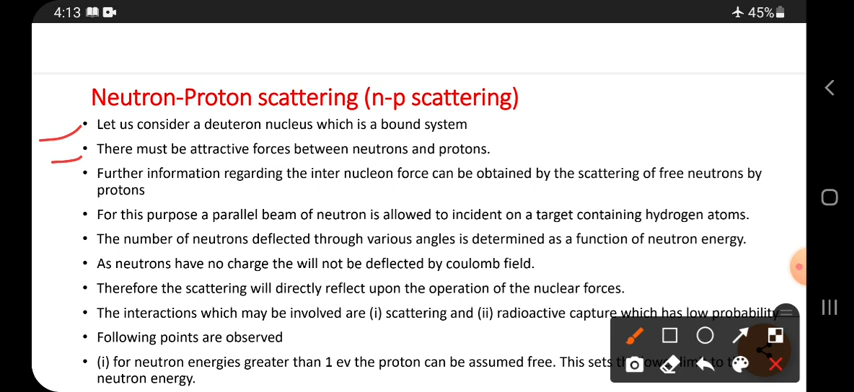 4:13
45%
Neutron-Proton scattering (n-p scattering)
• Let us consider a deuteron nucleus which is a bound system
• There must be attractive forces between neutrons and protons.
• Further information regarding the inter nucleon force can be obtained by the scattering of free neutrons by
protons
• For this purpose a parallel beam of neutron is allowed to incident on a target containing hydrogen atoms.
• The number of neutrons deflected through various angles is determined as a function of neutron energy.
• As neutrons have no charge the will not be deflected by coulomb field.
• Therefore the scattering will directly reflect upon the operation of the nuclear forces.
• The interactions which may be involved are (i) scattering and (ii) radioactive capture which has low probability
• Following points are observed
• (i) for neutron energies greater than 1 ev the proton can be assumed free. This sets
neutron energy.